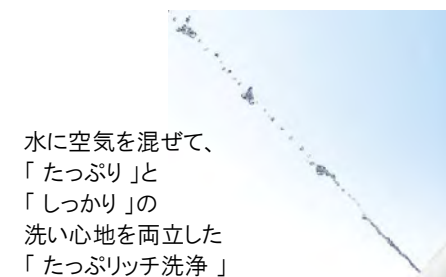 水に空気を混ぜて、
「 たっぷり 」と
「 しっかり 」の
洗い心地を両立した
「 たっぷリッチ洗浄 」